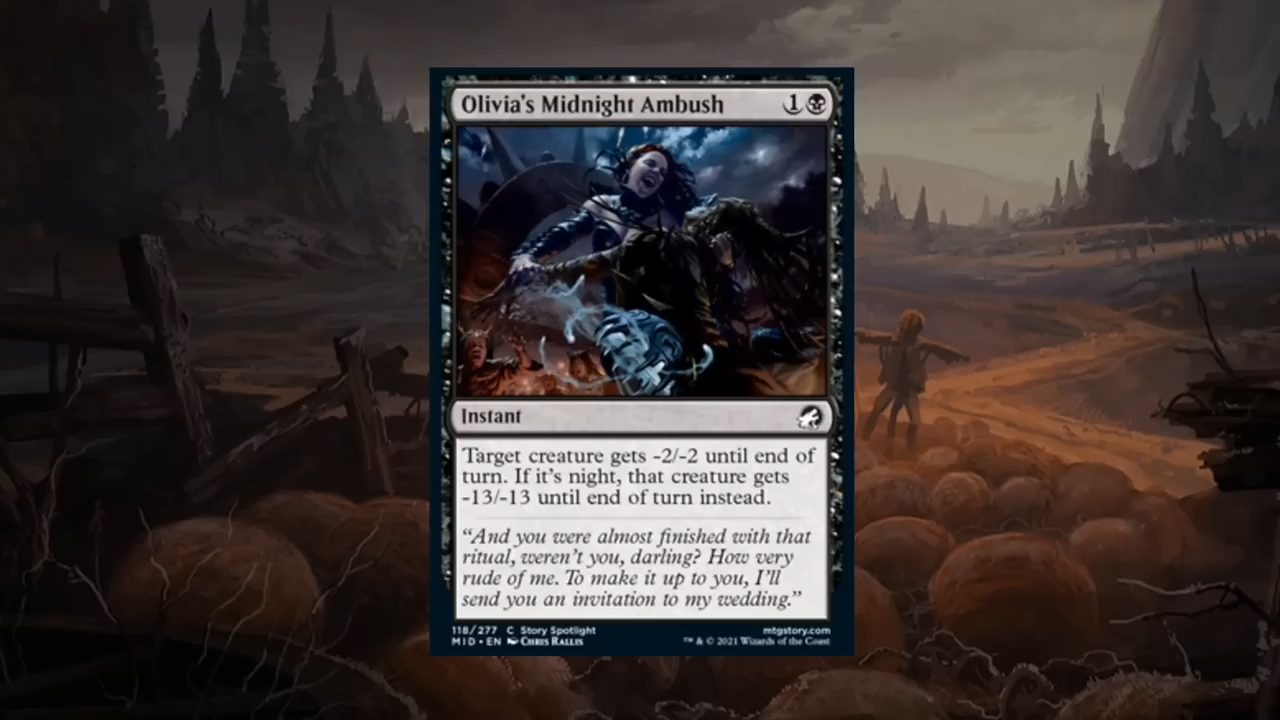 Olivia's Midnight Ambush 1
Instant
Target creature gets -2/-2 until end of
turn. If it's night, that creature gets
-13/-13 until end of turn instead.
“And you were almost finished with that
ritual, weren't you, darling? How very
rude of me. To make it up to you, I'll
send you an invitation to my wedding.”
118/277 C Story Spotlight mtgstory.com
MID • EN Chris Rallis ™ & © 2021 Wizards of the Coast